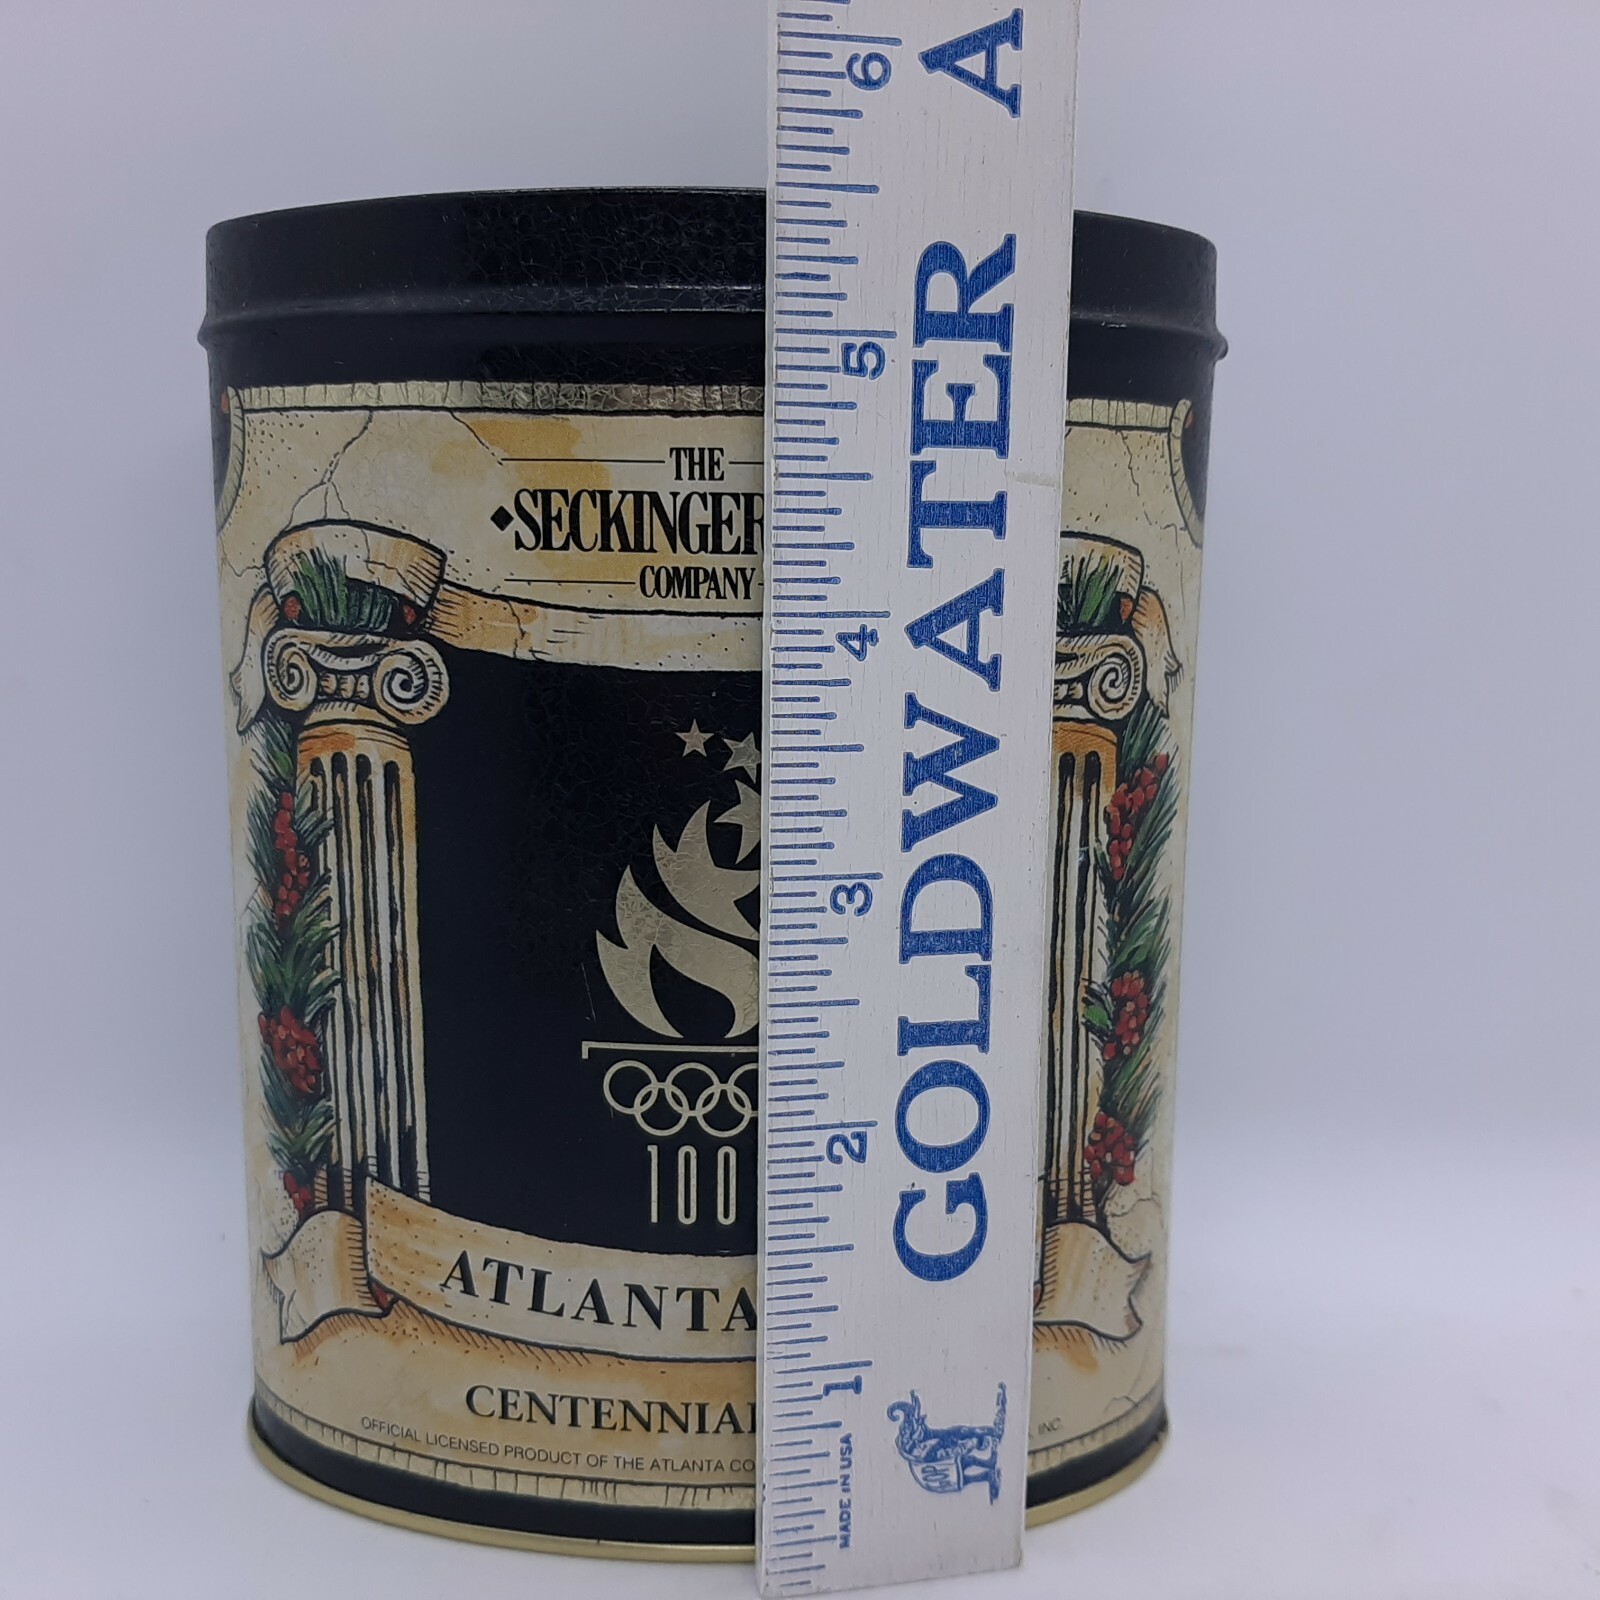 THE
SECKINGER
COMPANY
100
ATLANTA
CENTENNIAL
OFFICIAL LICENSED PRODUCT OF THE ATLANTA CO
INC.
GOLDWATER A
6
5
4
3
2
1
MADE IN USA
GOP